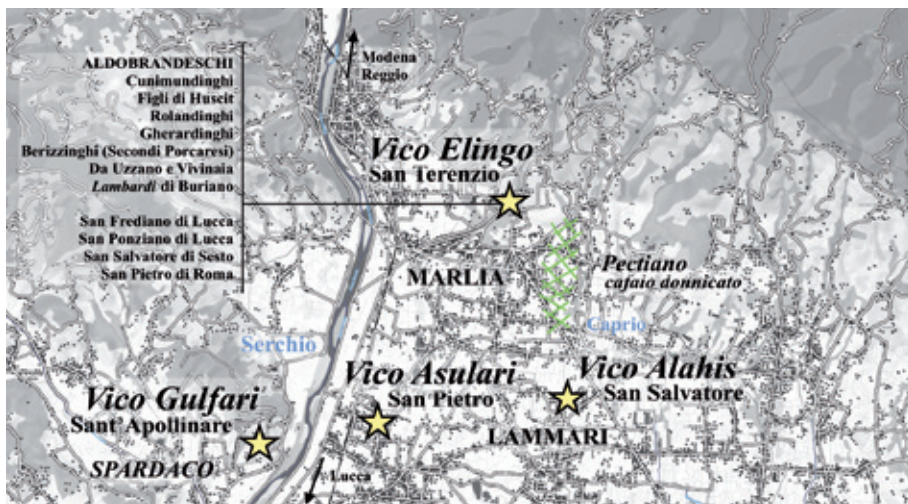 ALDOBRANDESCHI
Cunimundinghi
Figli di Huscit
Rolandinghi
Gherardinghi
Berizzinghi (Secondi Porcaresi)
Da Uzzano e Vivinaia
Lambardi di Buriano
San Frediano di Lucca
San Ponziano di Lucca
San Salvatore di Sesto
San Pietro di Roma
Modena
Reggio
Vico Elingo
San Terenzio
MARLIA
Pectiano
cafaio donnicato
Caprio
Serchio
Vico Gulfari
Sant' Apollinare
SPARDACO
Vico Asulari
San Pietro
Vico Alahis
San Salvatore
LAMMARI
Lucca